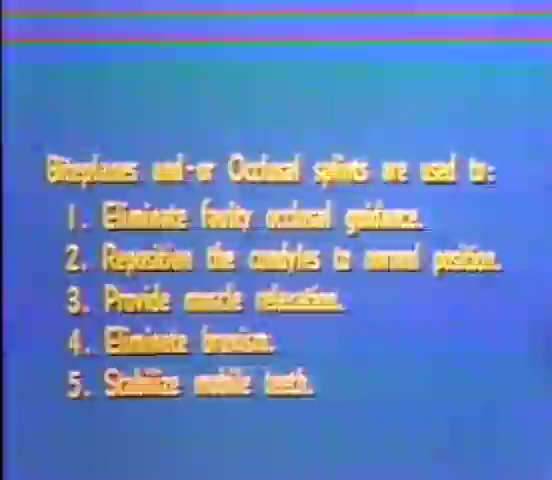 Biteplanes and-or Occlusal splints are used to:
1. Eliminate faulty occlusal guidance.
2. Reposition the condyles to normal position.
3. Provide muscle relaxation.
4. Eliminate bruxism.
5. Stabilize mobile teeth.